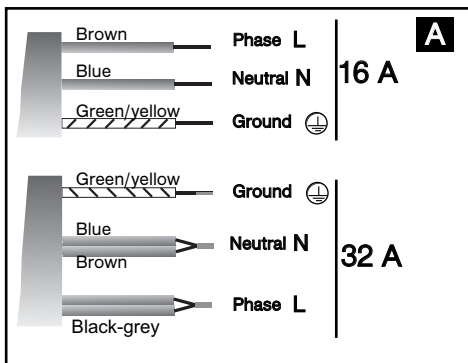 A
Brown
Phase L
Blue
Neutral N
16 A
Green/yellow
Ground
Green/yellow
Ground
Blue
Neutral N
Brown
32 A
Phase L
Black-grey